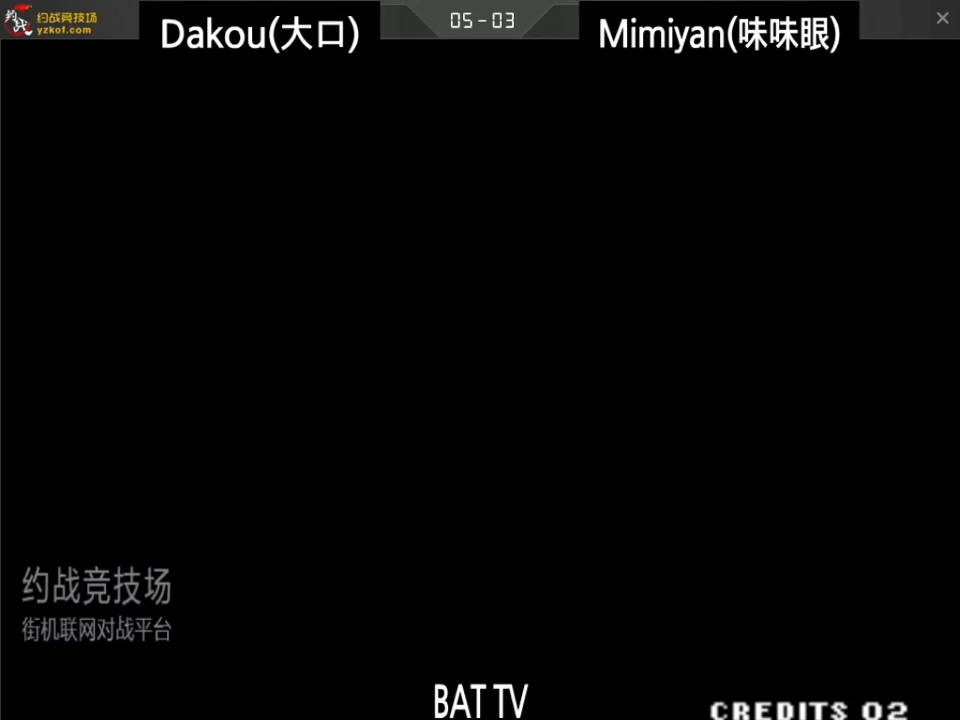 约战竞技场
yzkof.com
Dakou(大口)
05-03
Mimiyan(味味眼)
约战竞技场
街机联网对战平台
BAT TV
CREDITS 02